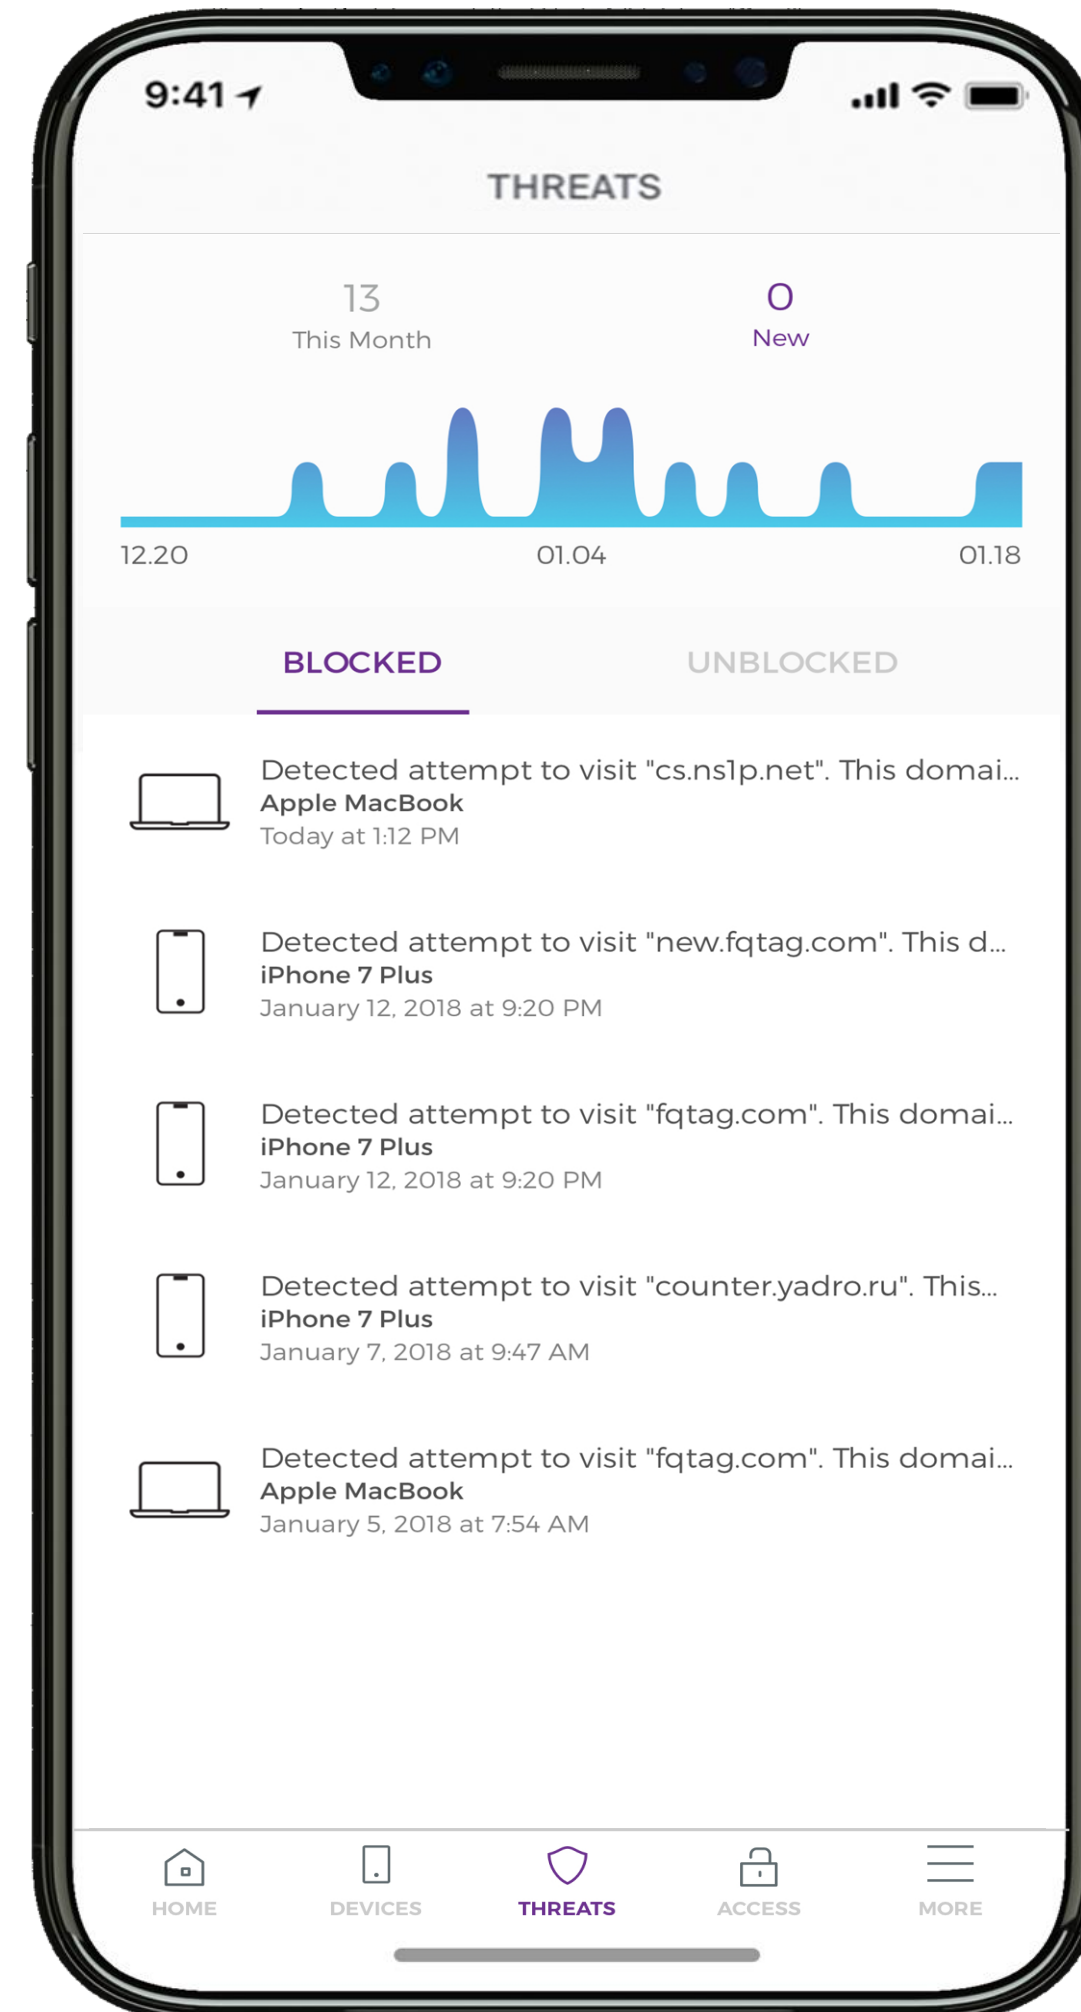 9:41
THREATS
13
This Month
0
New
12.20
01.04
01.18
BLOCKED
UNBLOCKED
Detected attempt to visit "cs.ns1p.net". This domai...
Apple MacBook
Today at 1:12 PM
Detected attempt to visit "new.fqtag.com". This d...
iPhone 7 Plus
January 12, 2018 at 9:20 PM
Detected attempt to visit "fqtag.com". This domai...
iPhone 7 Plus
January 12, 2018 at 9:20 PM
Detected attempt to visit "counter.yadro.ru". This...
iPhone 7 Plus
January 7, 2018 at 9:47 AM
Detected attempt to visit "fqtag.com". This domai...
Apple MacBook
January 5, 2018 at 7:54 AM
HOME
DEVICES
THREATS
ACCESS
MORE